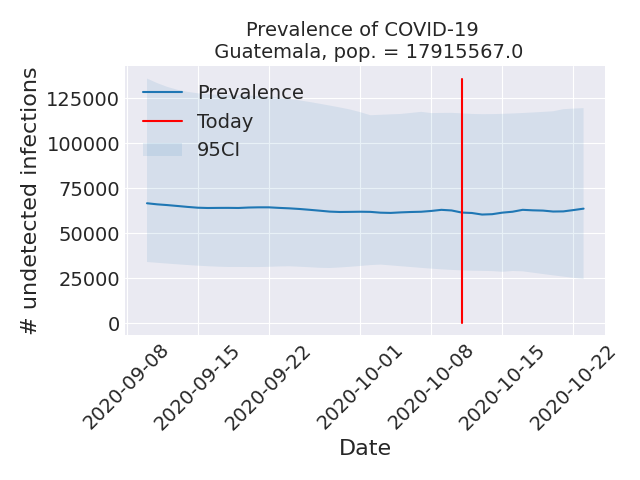 Prevalence of COVID-19
Guatemala, pop. = 17915567.0
# undetected infections
125000
100000
75000
50000
25000
0
Prevalence
Today
95CI
2020-09-08
2020-09-15
2020-09-22
2020-10-01
2020-10-08
2020-10-15
2020-10-22
Date